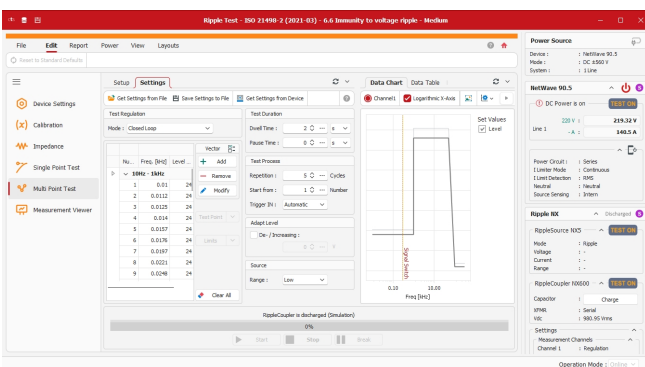 Ripple Test - ISO 21498-2 (2021-03) - 6.6 Immunity to voltage ripple - Medium
File Edit Report Power View Layouts
Reset to Standard Defaults
Device Settings
Calibration
Impedance
Single Point Test
Multi Point Test
Measurement Viewer
Setup Settings
Get Settings from File Save Settings to File Get Settings from Device
Test Regulation
Mode : Closed Loop
Vector
Nu... Freq. [kHz] Level ...
10Hz - 1kHz
1 0.01 24
2 0.0112 24
3 0.0125 24
4 0.014 24
5 0.0157 24
6 0.0176 24
7 0.0197 24
8 0.0221 24
9 0.0248 24
Add
Remove
Modify
Test Point
Limits
Clear All
Test Duration
Dwell Time : 2 s
Pause Time : 0 s
Test Process
Repetition : 5 Cycles
Start from : 1 Number
Trigger IN : Automatic
Adapt Level
De- / Increasing :
0
Source
Range : Low
Data Chart Data Table
Channel1 Logarithmic X-Axis
Set Values
Level
Signal Switch
0.10 10.00
Freq [kHz]
RippleCoupler is discharged (Simulation)
0%
Start Stop Break
Power Source
Device : NetWave 90.5
Mode : DC ±560 V
System : 1 Line
NetWave 90.5
DC Power is on TEST ON
Line 1
220 V : 219.32 V
- A : 140.5 A
Power Circuit : Series
I Limiter Mode : Continuous
I Limit Detection : RMS
Neutral : Neutral
Source Sensing : Intern
Ripple NX Discharged
RippleSource NX5 TEST ON
Mode : Ripple
Voltage : -
Current : -
Range : -
RippleCoupler NX600 TEST ON
Capacitor : Charge
XFMR : Serial
Vdc : 980.95 Vrms
Settings
Measurement Channels
Channel 1 : Regulation
Operation Mode : Online